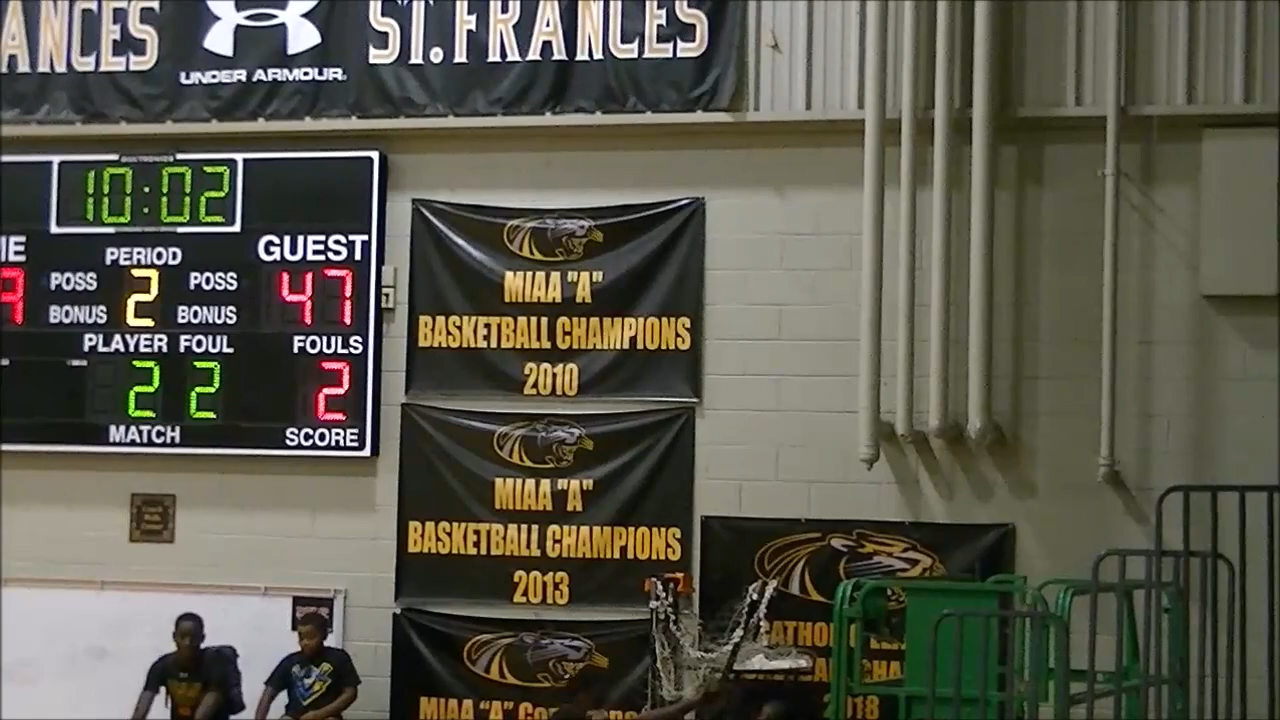 ANCES
ST. FRANCES
UNDER ARMOUR.
10:02
GUEST
PERIOD
POSS 2 POSS
47
BONUS BONUS
PLAYER FOUL FOULS
2 2 2
MATCH SCORE
MIAA "A"
BASKETBALL CHAMPIONS
2010
MIAA "A"
BASKETBALL CHAMPIONS
2013
MIAA "A"